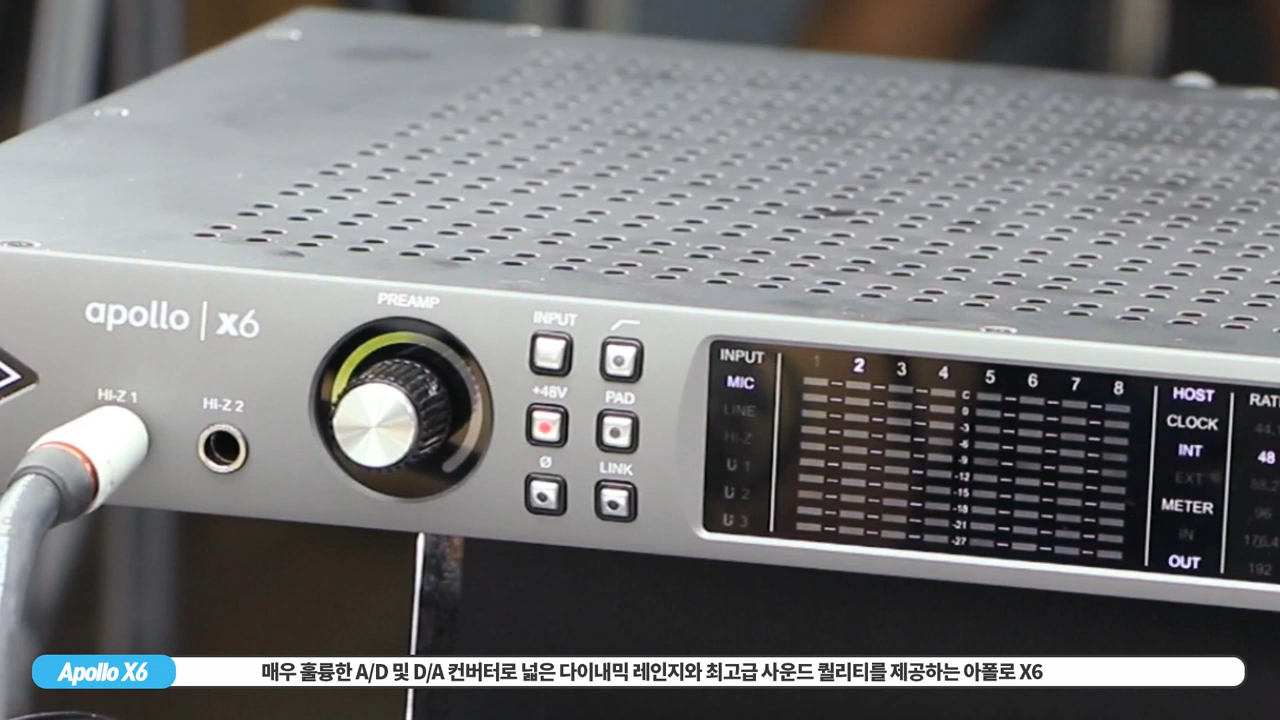 apollo | x6
PREAMP
HI-Z 1
HI-Z 2
INPUT
+48V
PAD
Ø
LINK
INPUT
MIC
LINE
HI-Z
1
2
3
1 2 3 4 5 6 7 8
C
0
-3
-6
-9
-12
-15
-18
-21
-27
HOST
CLOCK
INT
EXT
METER
IN
OUT
48
96
192
Apollo X6
매우 훌륭한 A/D 및 D/A 컨버터로 넓은 다이내믹 레인지와 최고급 사운드 퀄리티를 제공하는 아폴로 X6